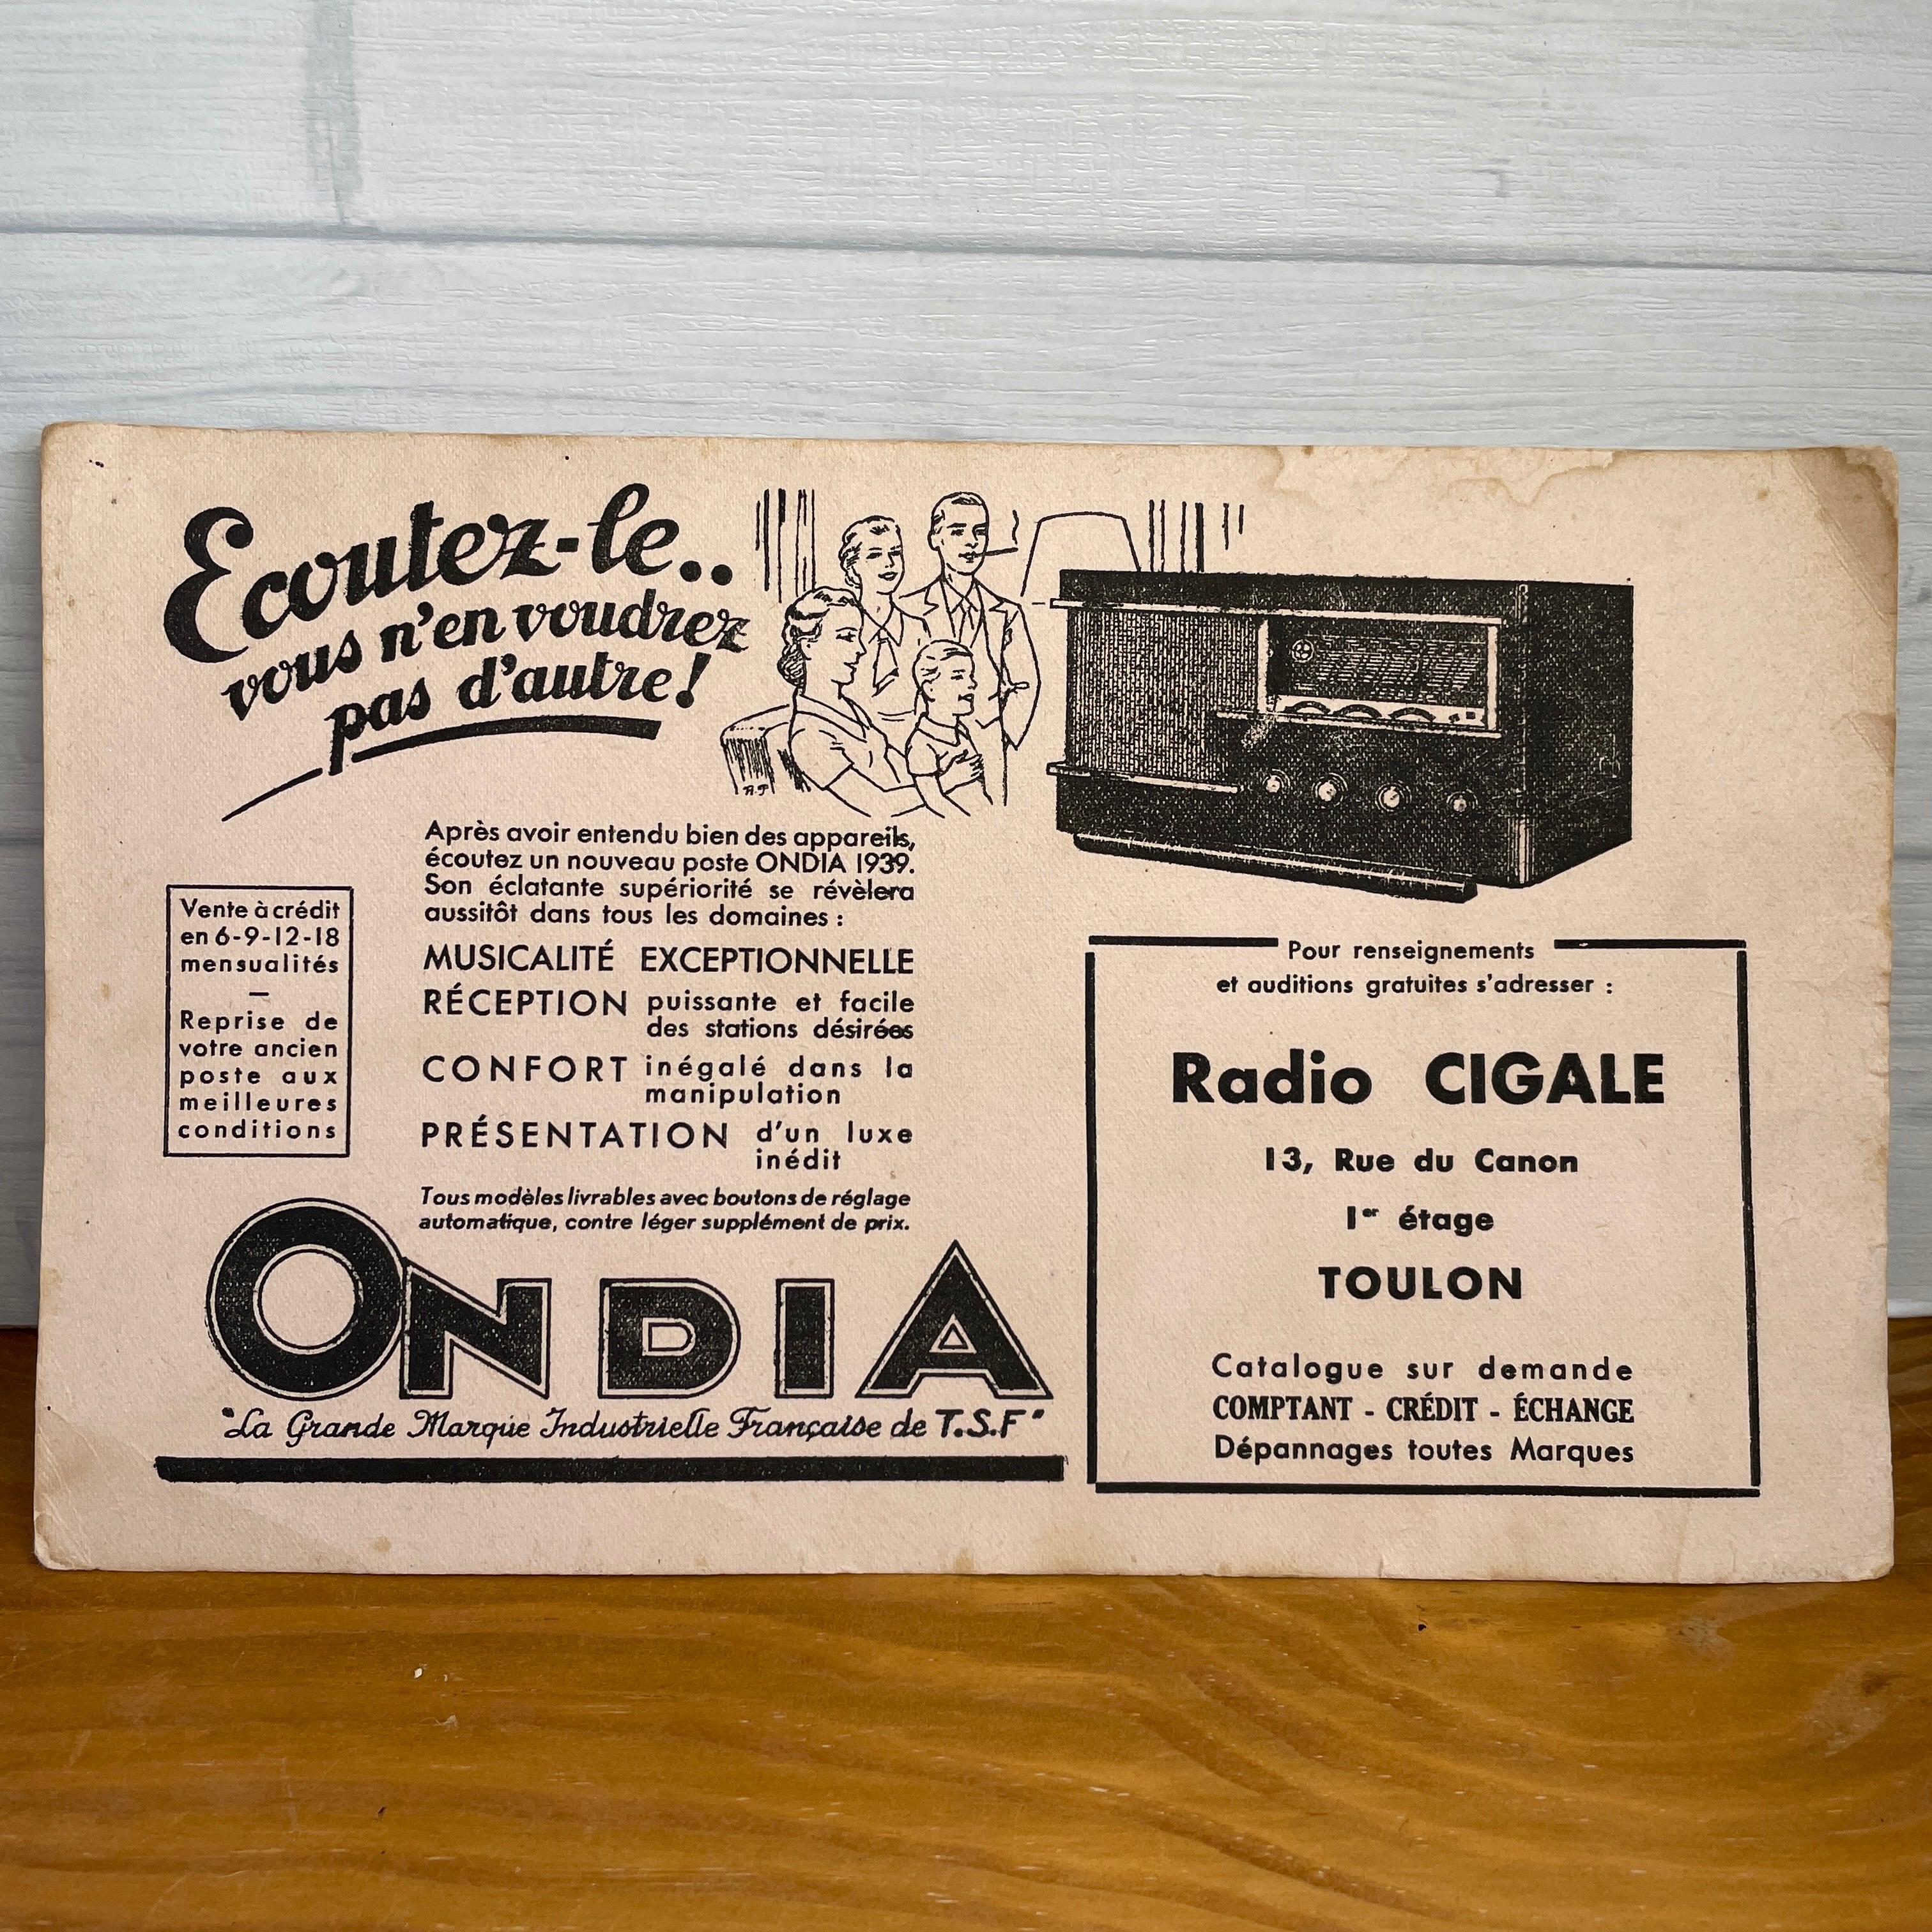 Ecoutez-le..
vous n'en voudrez
pas d'autre!
A.P
Après avoir entendu bien des appareils,
écoutez un nouveau poste ONDIA 1939.
Son éclatante supériorité se révèlera
aussitôt dans tous les domaines :
MUSICALITÉ EXCEPTIONNELLE
RÉCEPTION puissante et facile
des stations désirées
CONFORT inégalé dans la
manipulation
PRÉSENTATION d'un luxe
inédit
Tous modèles livrables avec boutons de réglage
automatique, contre léger supplément de prix.
Vente à crédit
en 6-9-12-18
mensualités
—
Reprise de
votre ancien
poste aux
meilleures
conditions
ONDIA
"La Grande Marque Industrielle Française de T.S.F"
Pour renseignements
et auditions gratuites s'adresser :
Radio CIGALE
13, Rue du Canon
1er étage
TOULON
Catalogue sur demande
COMPTANT - CRÉDIT - ÉCHANGE
Dépannages toutes Marques